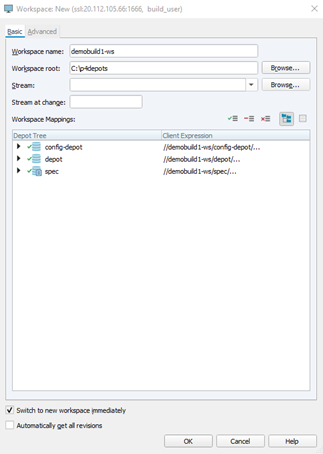 Workspace: New (ssl:20.112.105.66:1666, build_user)
Basic Advanced
Workspace name: demobuild1-ws
Workspace root: C:\p4depots Browse...
Stream: Browse...
Stream at change:
Workspace Mappings:
Depot Tree Client Expression
config-depot //demobuild1-ws/config-depot/...
depot //demobuild1-ws/depot/...
spec //demobuild1-ws/spec/...
Switch to new workspace immediately
Automatically get all revisions
OK Cancel Help